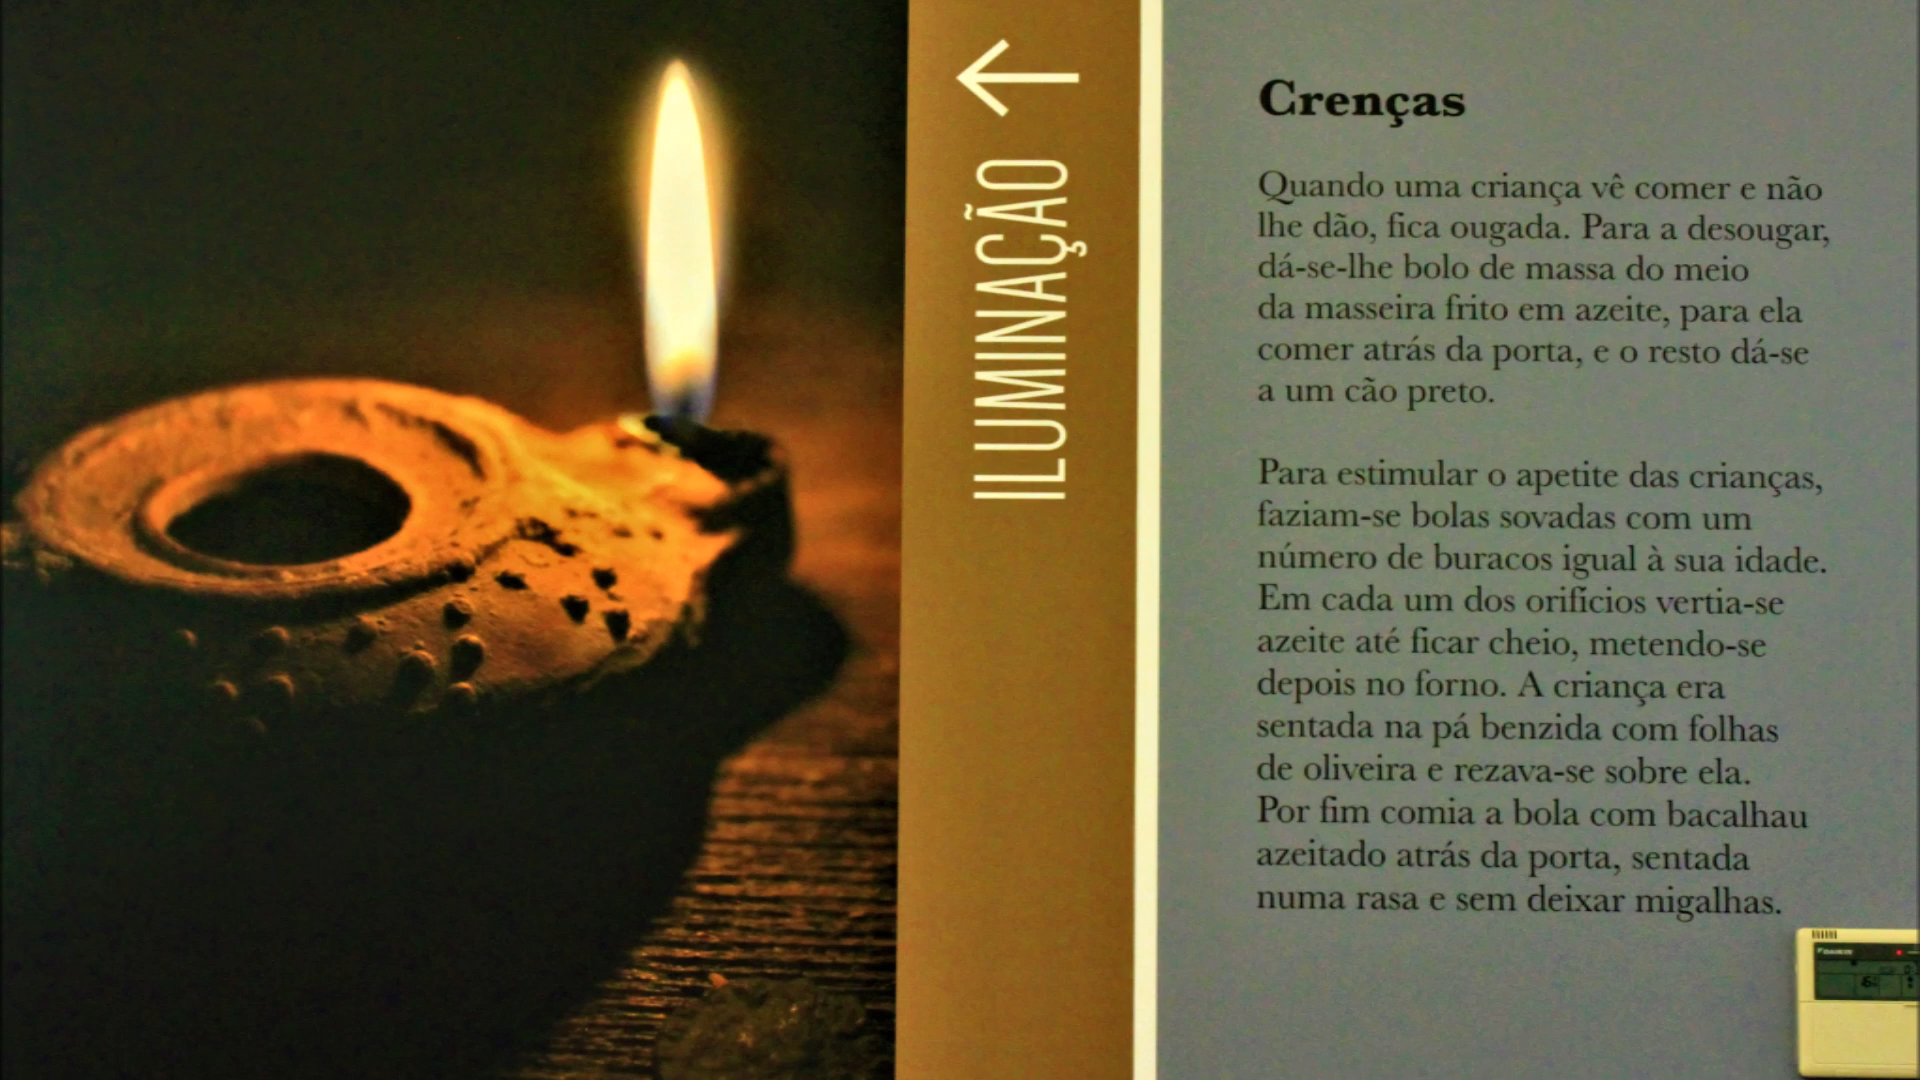 ILUMINAÇÃO
Crenças
Quando uma criança vê comer e não
lhe dão, fica ougada. Para a desougar,
dá-se-lhe bolo de massa do meio
da masseira frito em azeite, para ela
comer atrás da porta, e o resto dá-se
a um cão preto.
Para estimular o apetite das crianças,
faziam-se bolas sovadas com um
número de buracos igual à sua idade.
Em cada um dos orifícios vertia-se
azeite até ficar cheio, metendo-se
depois no forno. A criança era
sentada na pá benzida com folhas
de oliveira e rezava-se sobre ela.
Por fim comia a bola com bacalhau
azeitado atrás da porta, sentada
numa rasa e sem deixar migalhas.